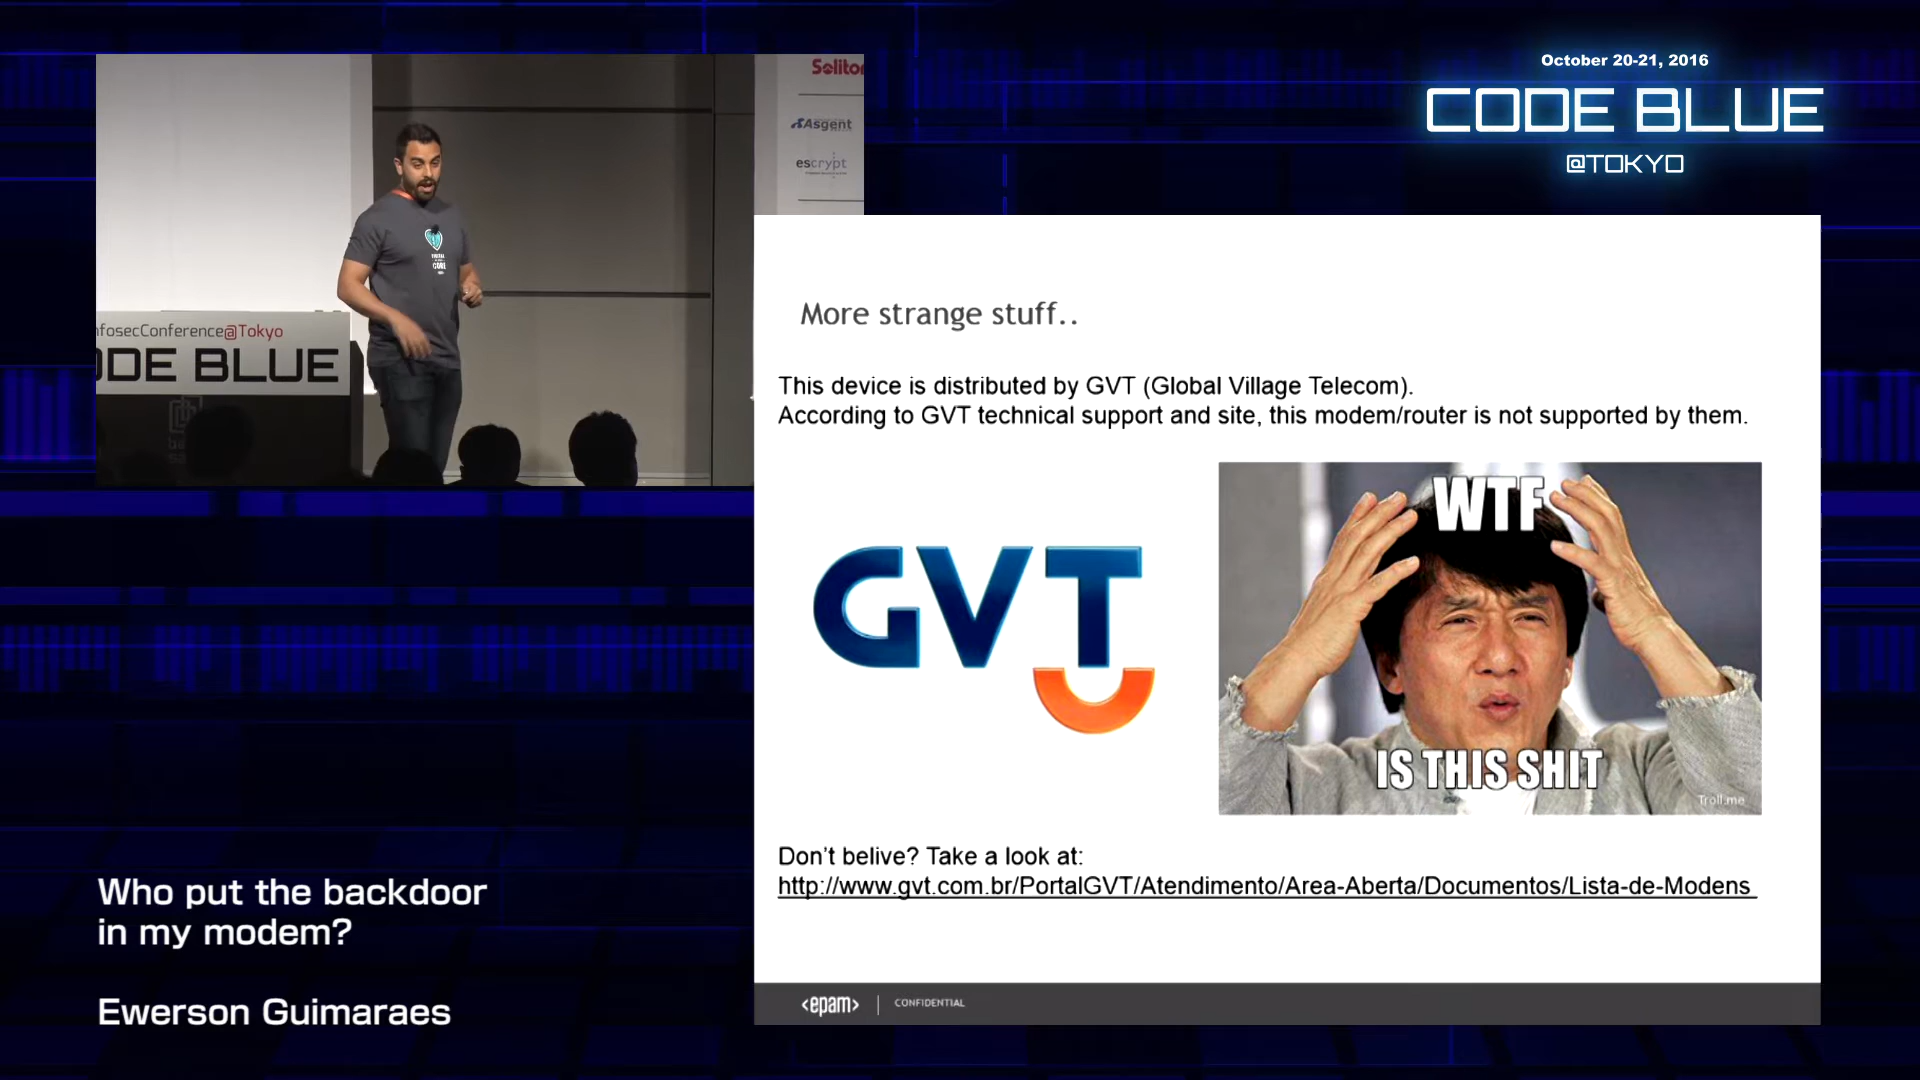 October 20-21, 2016
CODE BLUE
@TOKYO
Asgent
escrypt
nfosecConference@Tokyo
ODE BLUE
CODE
More strange stuff..
This device is distributed by GVT (Global Village Telecom).
According to GVT technical support and site, this modem/router is not supported by them.
GVT
WTF
IS THIS SHIT
Troll.me
Don't belive? Take a look at:
http://www.gvt.com.br/PortalGVT/Atendimento/Area-Aberta/Documentos/Lista-de-Modens
<epam> | CONFIDENTIAL
Who put the backdoor
in my modem?
Ewerson Guimaraes